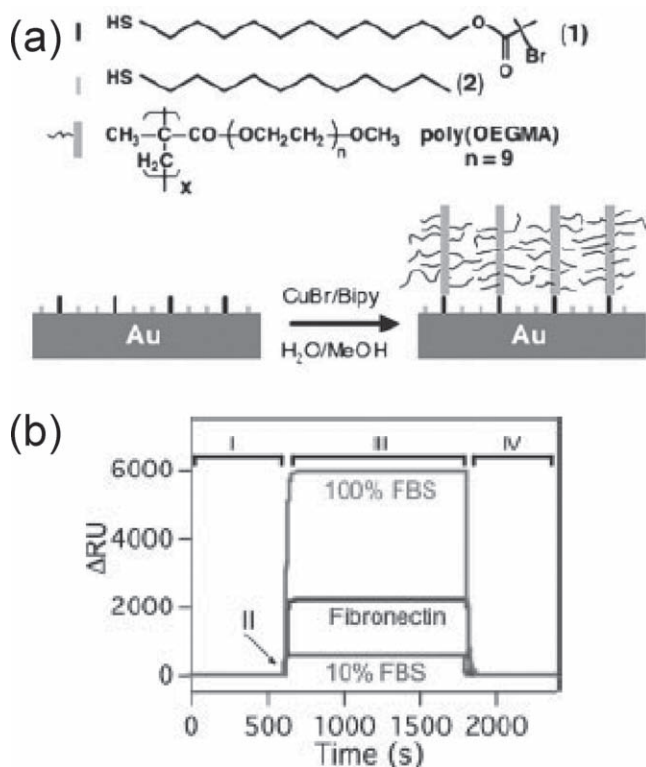 (a)
HS
O
O
Br
(1)
HS
(2)
CH₃—C—CO(OCH₂CH₂)ₙOCH₃ poly(OEGMA)
H₂C
x
n = 9
Au
CuBr/Bipy
H₂O/MeOH
Au
(b)
I III IV
6000
100% FBS
4000
ΔRU
2000
II
Fibronectin
0
10% FBS
0 500 1000 1500 2000
Time (s)